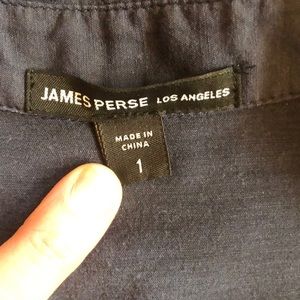 JAMES PERSE LOS ANGELES
MADE IN
CHINA
1